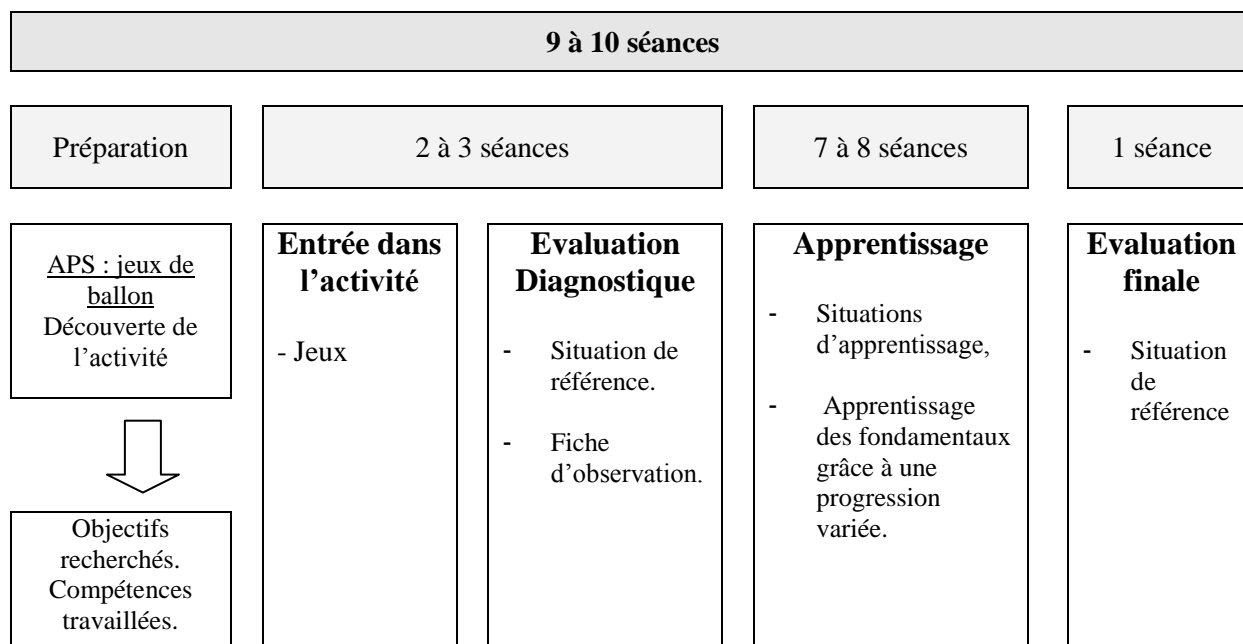 9 à 10 séances
Préparation
2 à 3 séances
7 à 8 séances
1 séance
APS : jeux de
ballon
Découverte de
l’activité
Objectifs
recherchés.
Compétences
travaillées.
Entrée dans
l’activité
- Jeux
Evaluation
Diagnostique
- Situation de
référence.
- Fiche
d’observation.
Apprentissage
- Situations
d’apprentissage,
- Apprentissage
des fondamentaux
grâce à une
progression
variée.
Evaluation
finale
- Situation
de
référence